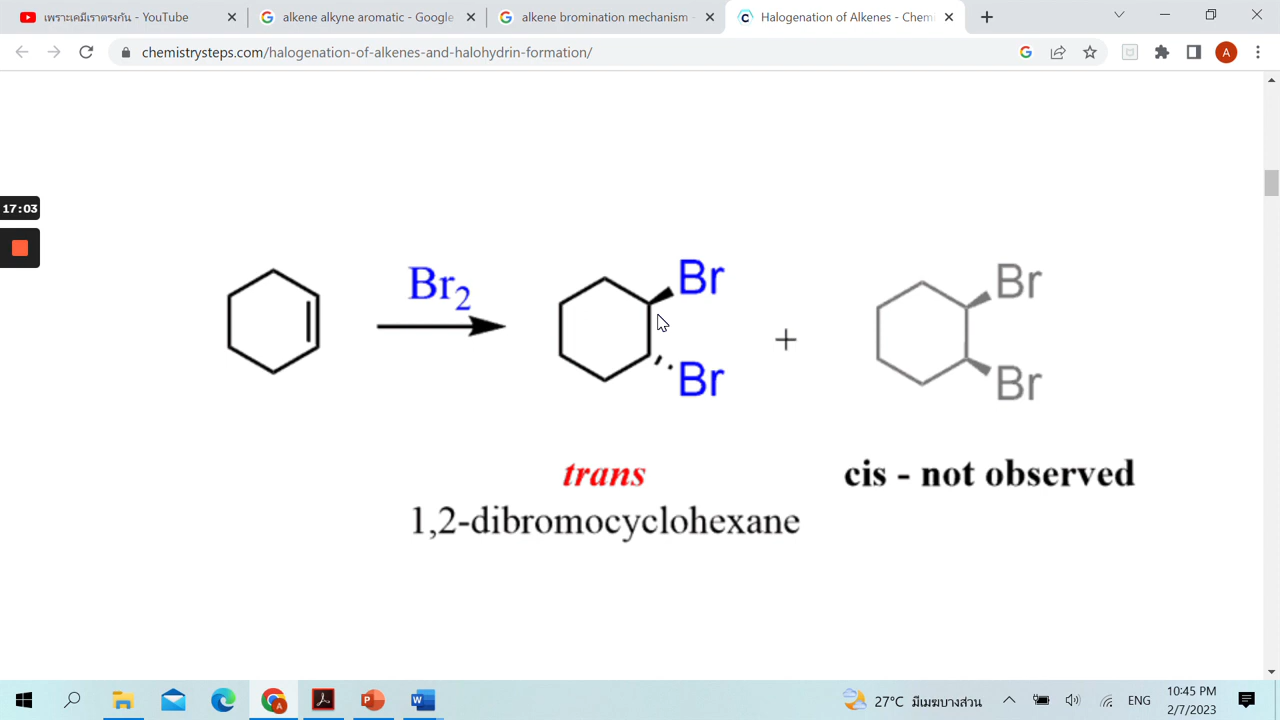 เพราะเคมีเราตรงกัน - YouTube
alkene alkyne aromatic - Google
alkene bromination mechanism -
Halogenation of Alkenes - Chemi
chemistrysteps.com/halogenation-of-alkenes-and-halohydrin-formation/
A
17:03
Br2
Br
Br
+
Br
Br
trans
cis - not observed
1,2-dibromocyclohexane
27°C มีเมฆบางส่วน
ENG
10:45 PM
2/7/2023